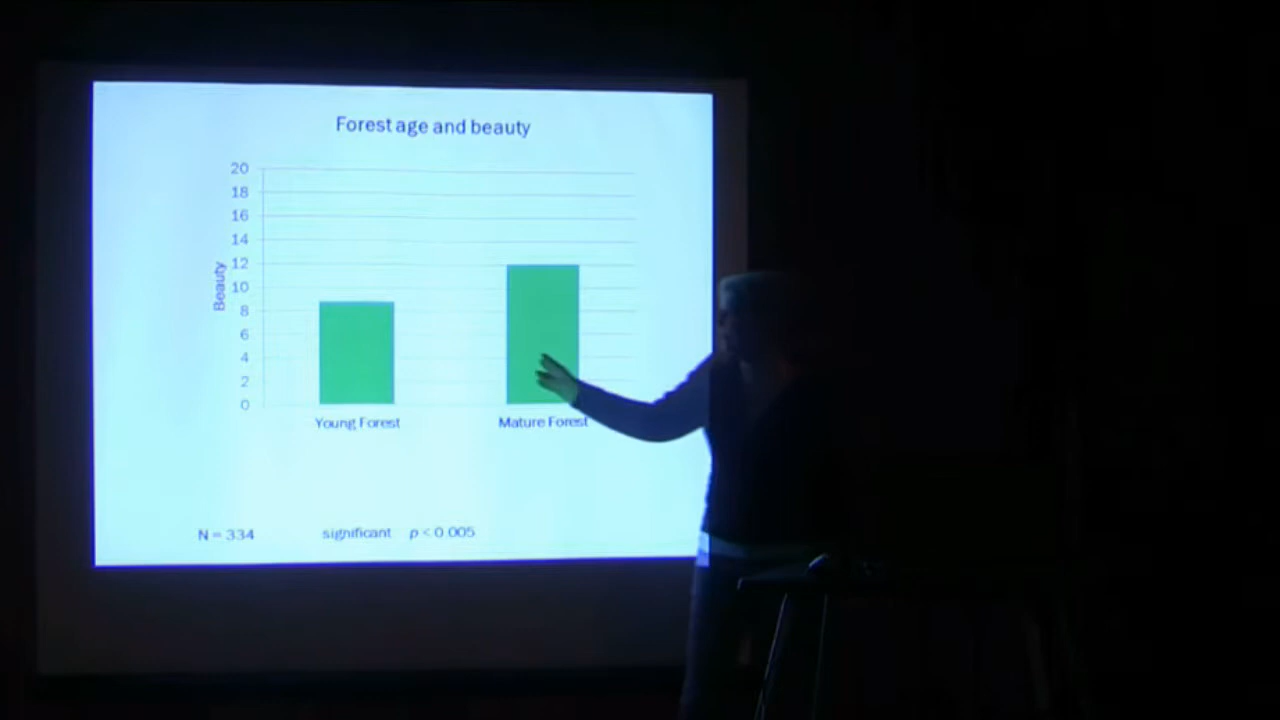 Forest age and beauty
20
18
16
14
12
10
8
6
4
2
0
Beauty
Young Forest
Mature Forest
N = 334
significant p < 0.005